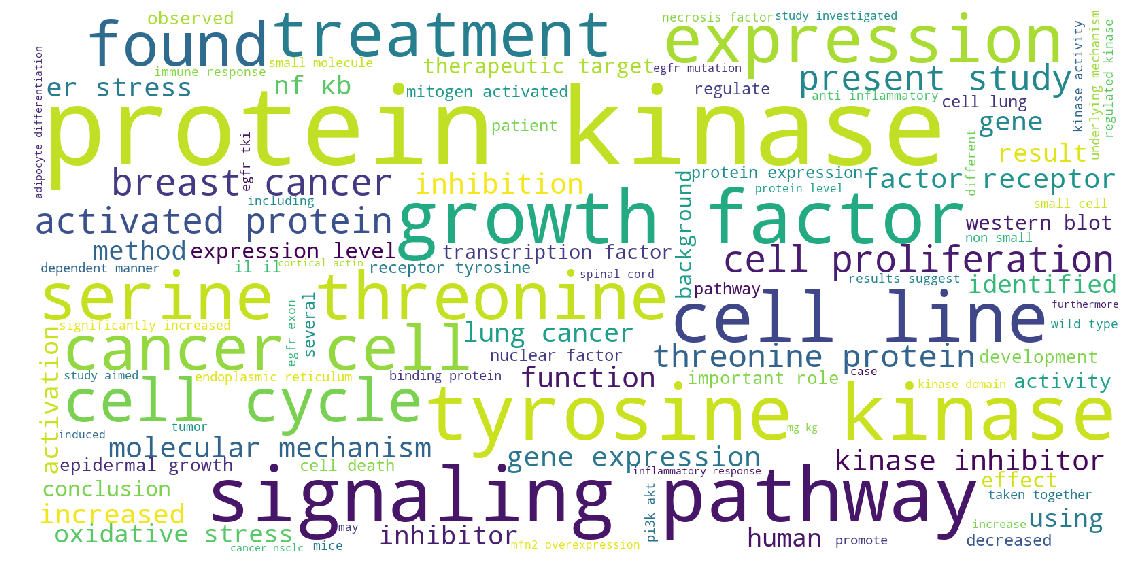 observed
necrosis factor
study investigated
found
treatment
expression
immune response
small molecule
therapeutic target
egfr mutation
present study
er stress
nf κb
mitogen activated
regulate
anti inflammatory
cell lung
kinase activity
underlying mechanism
regulated kinase
adipocyte differentiation
protein kinase
patient
gene
result
egfr tki
breast cancer
inhibition
protein expression
factor receptor
different
including
protein level
small cell
activated protein
growth factor
background
western blot
non small
method
expression level
transcription factor
cell proliferation
dependent manner
il il
cortical actin
receptor tyrosine
spinal cord
pathway
results suggest
identified
serine threonine
cell line
furthermore
significantly increased
egfr exon
several
lung cancer
wild type
cancer cell
nuclear factor
threonine protein
development
activation
study aimed
endoplasmic reticulum
binding protein
function
important role
case
kinase domain
activity
cell cycle
tyrosine kinase
tumor
mg kg
induced
molecular mechanism
gene expression
kinase inhibitor
epidermal growth
cell death
signaling pathway
inflammatory response
effect
conclusion
pi3k akt
taken together
increased
using
oxidative stress
may
inhibitor
human
increase
cancer nsclc
mice
mfn2 overexpression
promote
decreased